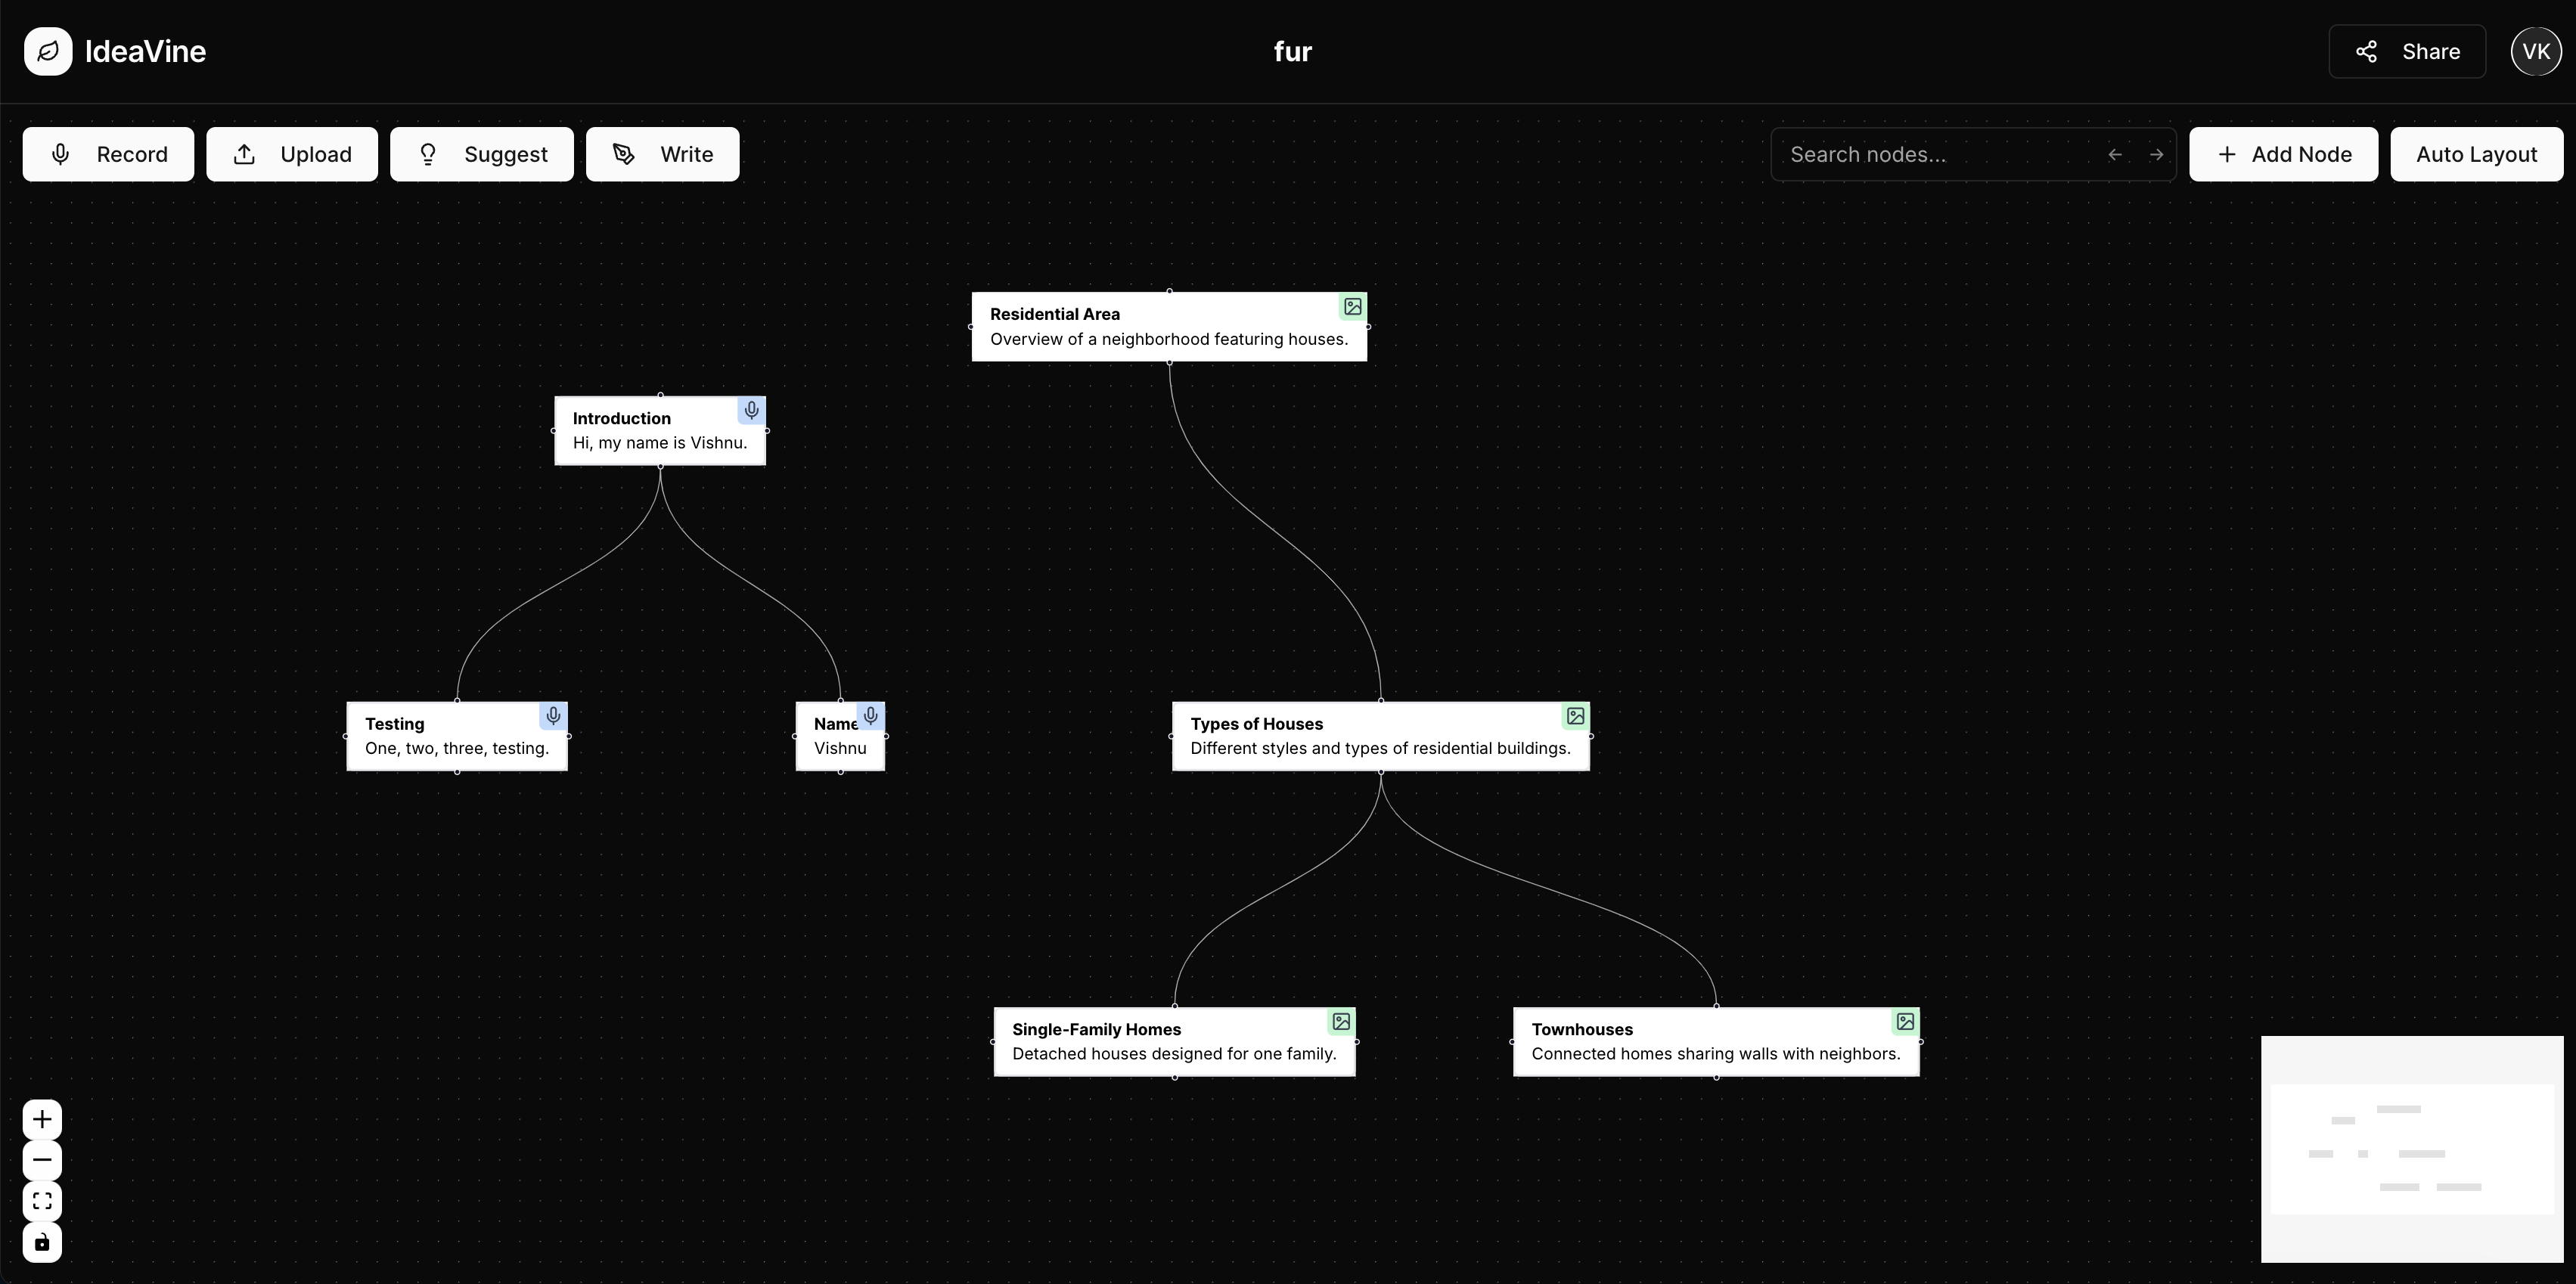 IdeaVine
fur
Share
VK
Record
Upload
Suggest
Write
Search nodes...
Add Node
Auto Layout
Residential Area
Overview of a neighborhood featuring houses.
Introduction
Hi, my name is Vishnu.
Testing
One, two, three, testing.
Name
Vishnu
Types of Houses
Different styles and types of residential buildings.
Single-Family Homes
Detached houses designed for one family.
Townhouses
Connected homes sharing walls with neighbors.